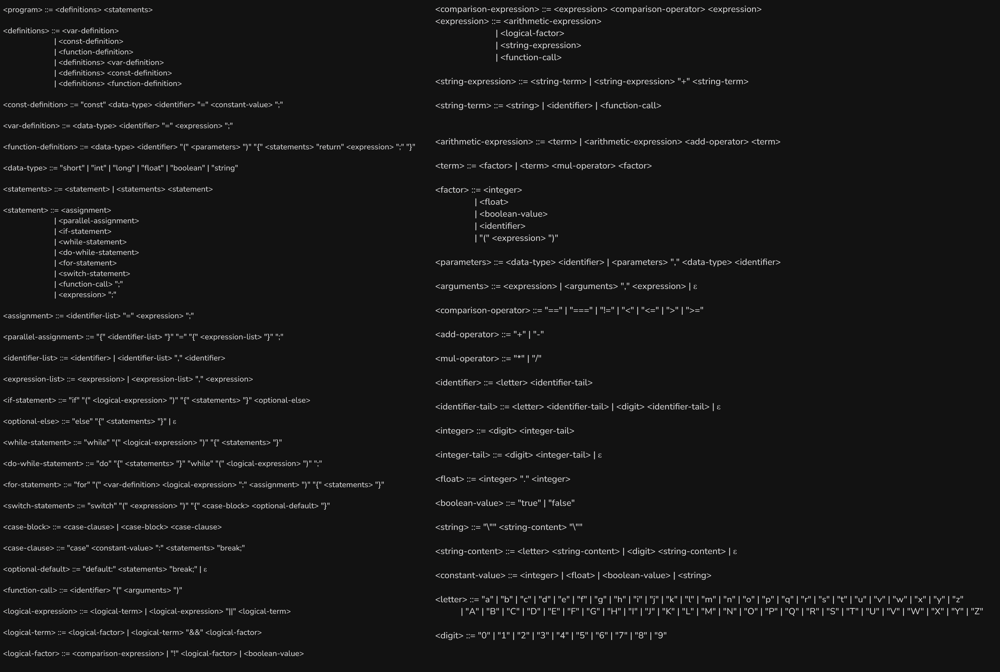 <program> ::= <definitions> <statements>
<definitions> ::= <var-definition>
| <const-definition>
| <function-definition>
| <definitions> <var-definition>
| <definitions> <const-definition>
| <definitions> <function-definition>
<const-definition> ::= "const" <data-type> <identifier> "=" <constant-value> ";"
<var-definition> ::= <data-type> <identifier> "=" <expression> ";"
<function-definition> ::= <data-type> <identifier> "(" <parameters> ")" "{" <statements> "return" <expression> ";" "}"
<data-type> ::= "short" | "int" | "long" | "float" | "boolean" | "string"
<statements> ::= <statement> | <statements> <statement>
<statement> ::= <assignment>
| <parallel-assignment>
| <if-statement>
| <while-statement>
| <do-while-statement>
| <for-statement>
| <switch-statement>
| <function-call> ";"
| <expression> ";"
<assignment> ::= <identifier-list> "=" <expression> ";"
<parallel-assignment> ::= "{" <identifier-list> "}" "=" "{" <expression-list> "}" ";"
<identifier-list> ::= <identifier> | <identifier-list> "," <identifier>
<expression-list> ::= <expression> | <expression-list> "," <expression>
<if-statement> ::= "if" "(" <logical-expression> ")" "{" <statements> "}" <optional-else>
<optional-else> ::= "else" "{" <statements> "}" | ε
<while-statement> ::= "while" "(" <logical-expression> ")" "{" <statements> "}"
<do-while-statement> ::= "do" "{" <statements> "}" "while" "(" <logical-expression> ")" ";"
<for-statement> ::= "for" "(" <var-definition> <logical-expression> ";" <assignment> ")" "{" <statements> "}"
<switch-statement> ::= "switch" "(" <expression> ")" "{" <case-block> <optional-default> "}"
<case-block> ::= <case-clause> | <case-block> <case-clause>
<case-clause> ::= "case" <constant-value> ":" <statements> "break;"
<optional-default> ::= "default:" <statements> "break;" | ε
<function-call> ::= <identifier> "(" <arguments> ")"
<logical-expression> ::= <logical-term> | <logical-expression> "||" <logical-term>
<logical-term> ::= <logical-factor> | <logical-term> "&&" <logical-factor>
<logical-factor> ::= <comparison-expression> | "!" <logical-factor> | <boolean-value>
<comparison-expression> ::= <expression> <comparison-operator> <expression>
<expression> ::= <arithmetic-expression>
| <logical-factor>
| <string-expression>
| <function-call>
<string-expression> ::= <string-term> | <string-expression> "+" <string-term>
<string-term> ::= <string> | <identifier> | <function-call>
<arithmetic-expression> ::= <term> | <arithmetic-expression> <add-operator> <term>
<term> ::= <factor> | <term> <mul-operator> <factor>
<factor> ::= <integer>
| <float>
| <boolean-value>
| <identifier>
| "(" <expression> ")"
<parameters> ::= <data-type> <identifier> | <parameters> "," <data-type> <identifier>
<arguments> ::= <expression> | <arguments> "," <expression> | ε
<comparison-operator> ::= "==" | "===" | "!=" | "<" | "<=" | ">" | ">="
<add-operator> ::= "+" | "-"
<mul-operator> ::= "*" | "/"
<identifier> ::= <letter> <identifier-tail>
<identifier-tail> ::= <letter> <identifier-tail> | <digit> <identifier-tail> | ε
<integer> ::= <digit> <integer-tail>
<integer-tail> ::= <digit> <integer-tail> | ε
<float> ::= <integer> "." <integer>
<boolean-value> ::= "true" | "false"
<string> ::= "\"" <string-content> "\""
<string-content> ::= <letter> <string-content> | <digit> <string-content> | ε
<constant-value> ::= <integer> | <float> | <boolean-value> | <string>
<letter> ::= "a" | "b" | "c" | "d" | "e" | "f" | "g" | "h" | "i" | "j" | "k" | "l" | "m" | "n" | "o" | "p" | "q" | "r" | "s" | "t" | "u" | "v" | "w" | "x" | "y" | "z"
| "A" | "B" | "C" | "D" | "E" | "F" | "G" | "H" | "I" | "J" | "K" | "L" | "M" | "N" | "O" | "P" | "Q" | "R" | "S" | "T" | "U" | "V" | "W" | "X" | "Y" | "Z"
<digit> ::= "0" | "1" | "2" | "3" | "4" | "5" | "6" | "7" | "8" | "9"